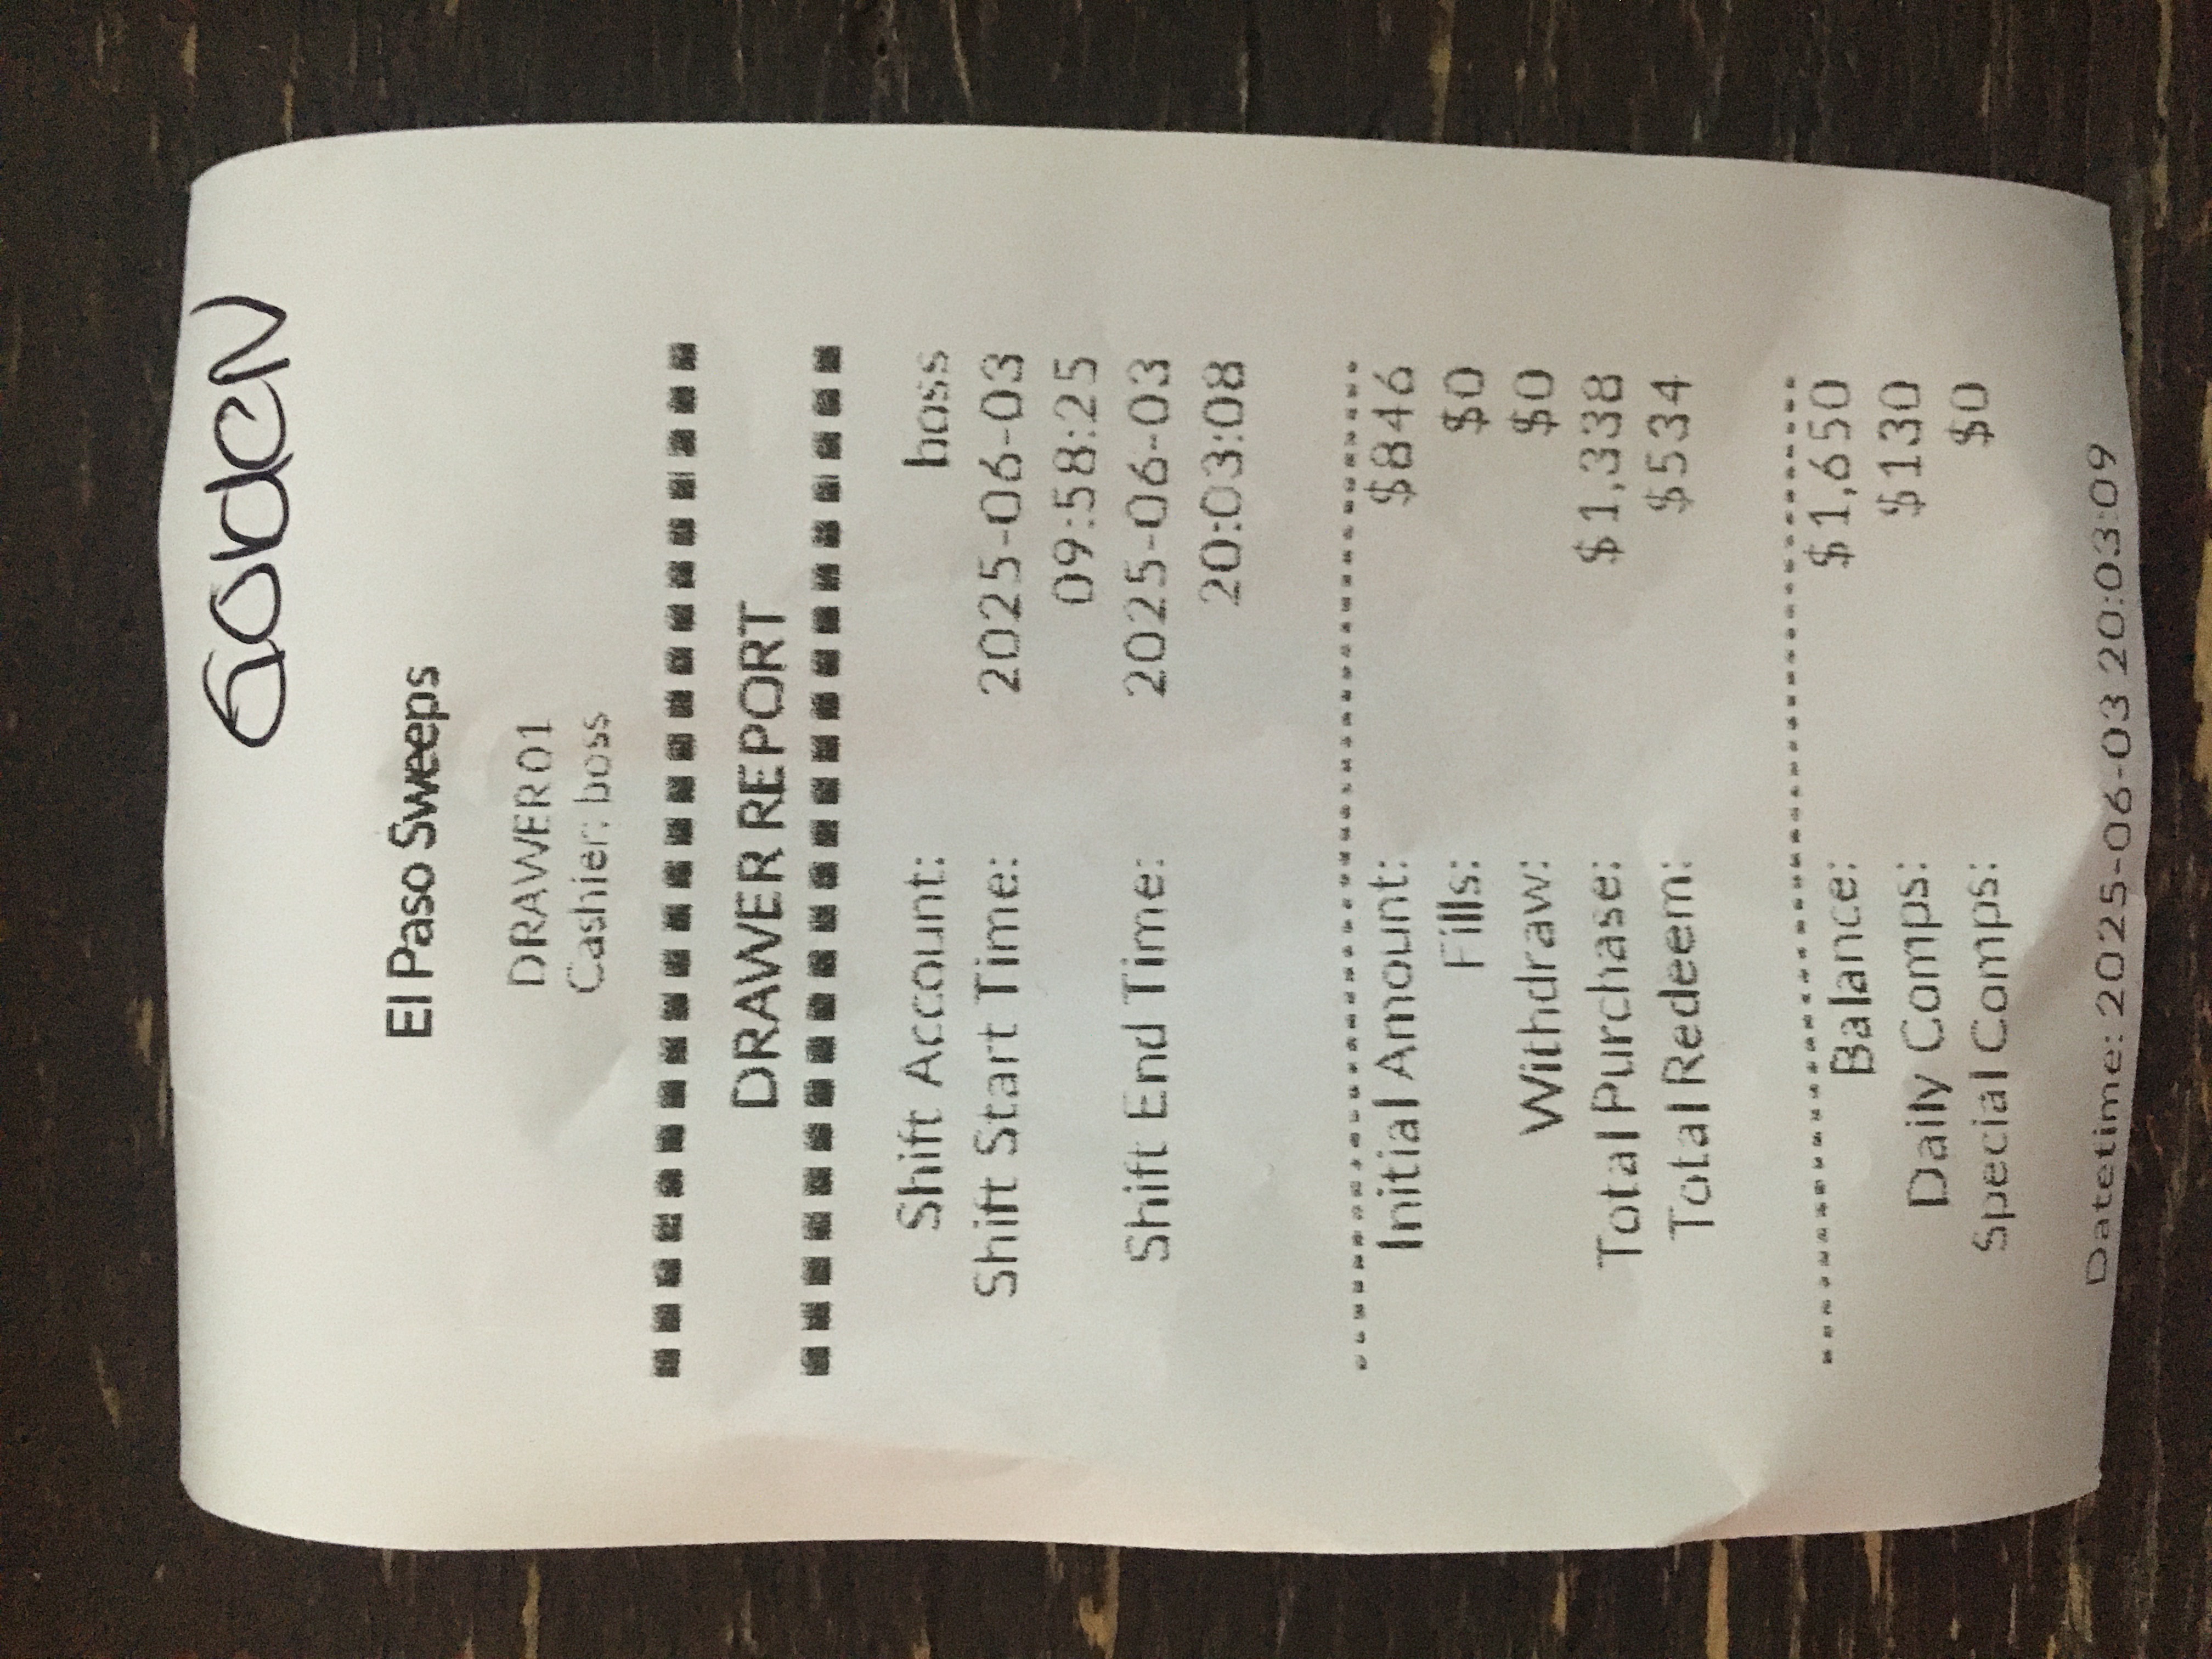 GOldeN
El Paso Sweeps
DRAWER01
Cashier: boss
DRAWER REPORT
Shift Account: boss
Shift Start Time: 2025-06-03
09:58:25
Shift End Time: 2025-06-03
20:03:08
Initial Amount: $846
Fills: $0
Withdraw: $0
Total Purchase: $1,338
Total Redeem: $534
Balance: $1,650
Daily Comps: $130
Special Comps: $0
Datetime: 2025-06-03 20:03:09